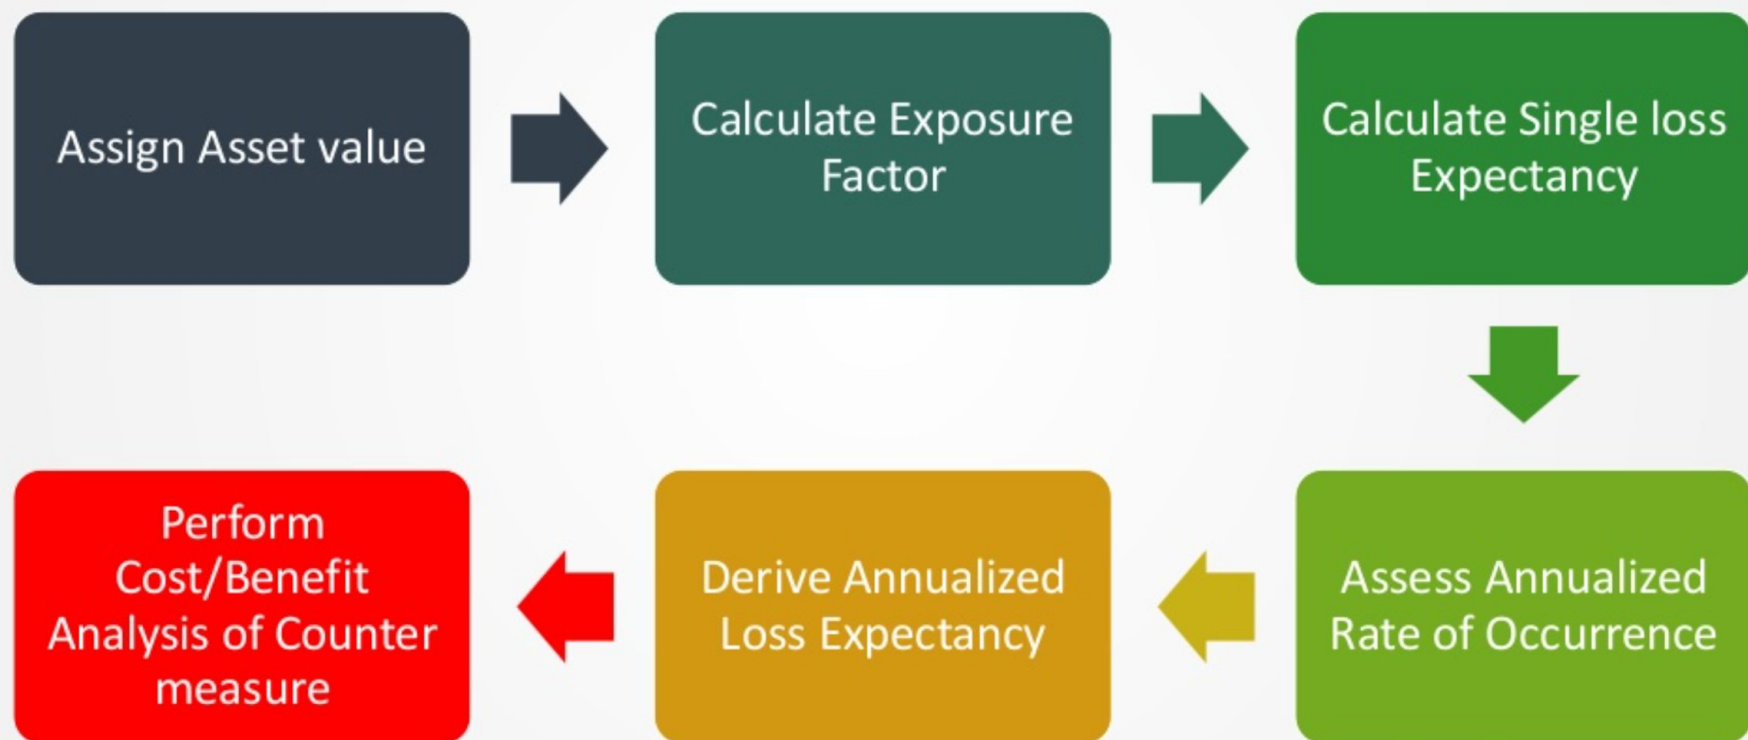 Assign Asset value
Calculate Exposure
Factor
Calculate Single loss
Expectancy
Assess Annualized
Rate of Occurrence
Derive Annualized
Loss Expectancy
Perform
Cost/Benefit
Analysis of Counter
measure